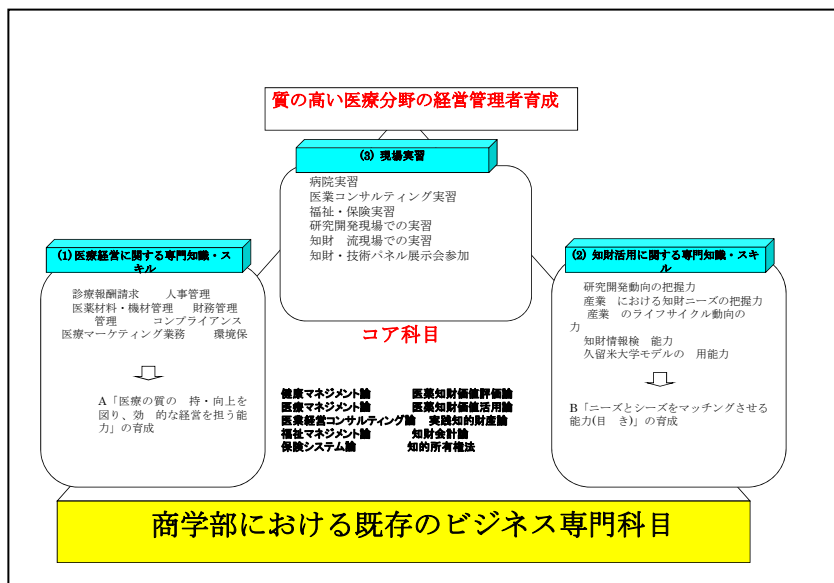 質の高い医療分野の経営管理者育成
(3) 現場実習
病院実習
医業コンサルティング実習
福祉・保険実習
研究開発現場での実習
知財　流現場での実習
知財・技術パネル展示会参加
(1) 医療経営に関する専門知識・ス
キル
診療報酬請求　　人事管理
医薬材料・機材管理　　財務管理
管理　　　コンプライアンス
医療マーケティング業務　　環境保
A「医療の質の　持・向上を
図り、効　的な経営を担う能
力」の育成
(2) 知財活用に関する専門知識・スキ
ル
研究開発動向の把握力
産業　における知財ニーズの把握力
産業　のライフサイクル動向の
力
知財情報検　能力
久留米大学モデルの　用能力
B「ニーズとシーズをマッチングさせる
能力(目　き)」の育成
コア科目
健康マネジメント論　　　医薬知財価値評価論
医療マネジメント論　　　医薬知財価値活用論
医業経営コンサルティング論　実践知的財産論
福祉マネジメント論　　　知財会計論
保険システム論　　　知的所有権法
商学部における既存のビジネス専門科目